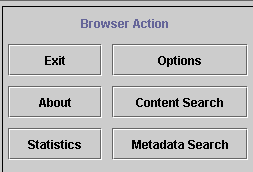 Browser Action
Exit
Options
About
Content Search
Statistics
Metadata Search